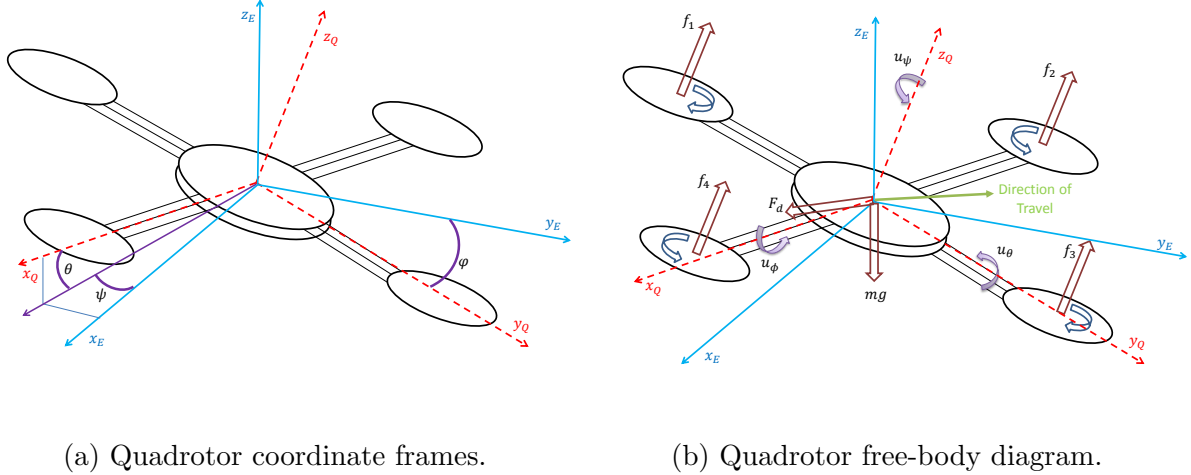 z_E
z_Q
y_E
x_Q
θ
ψ
φ
x_E
y_Q
f_1
z_E
u_ψ
z_Q
f_2
f_4
F_d
Direction of
Travel
y_E
u_ϕ
u_θ
f_3
x_Q
mg
x_E
y_Q
(a) Quadrotor coordinate frames.
(b) Quadrotor free-body diagram.